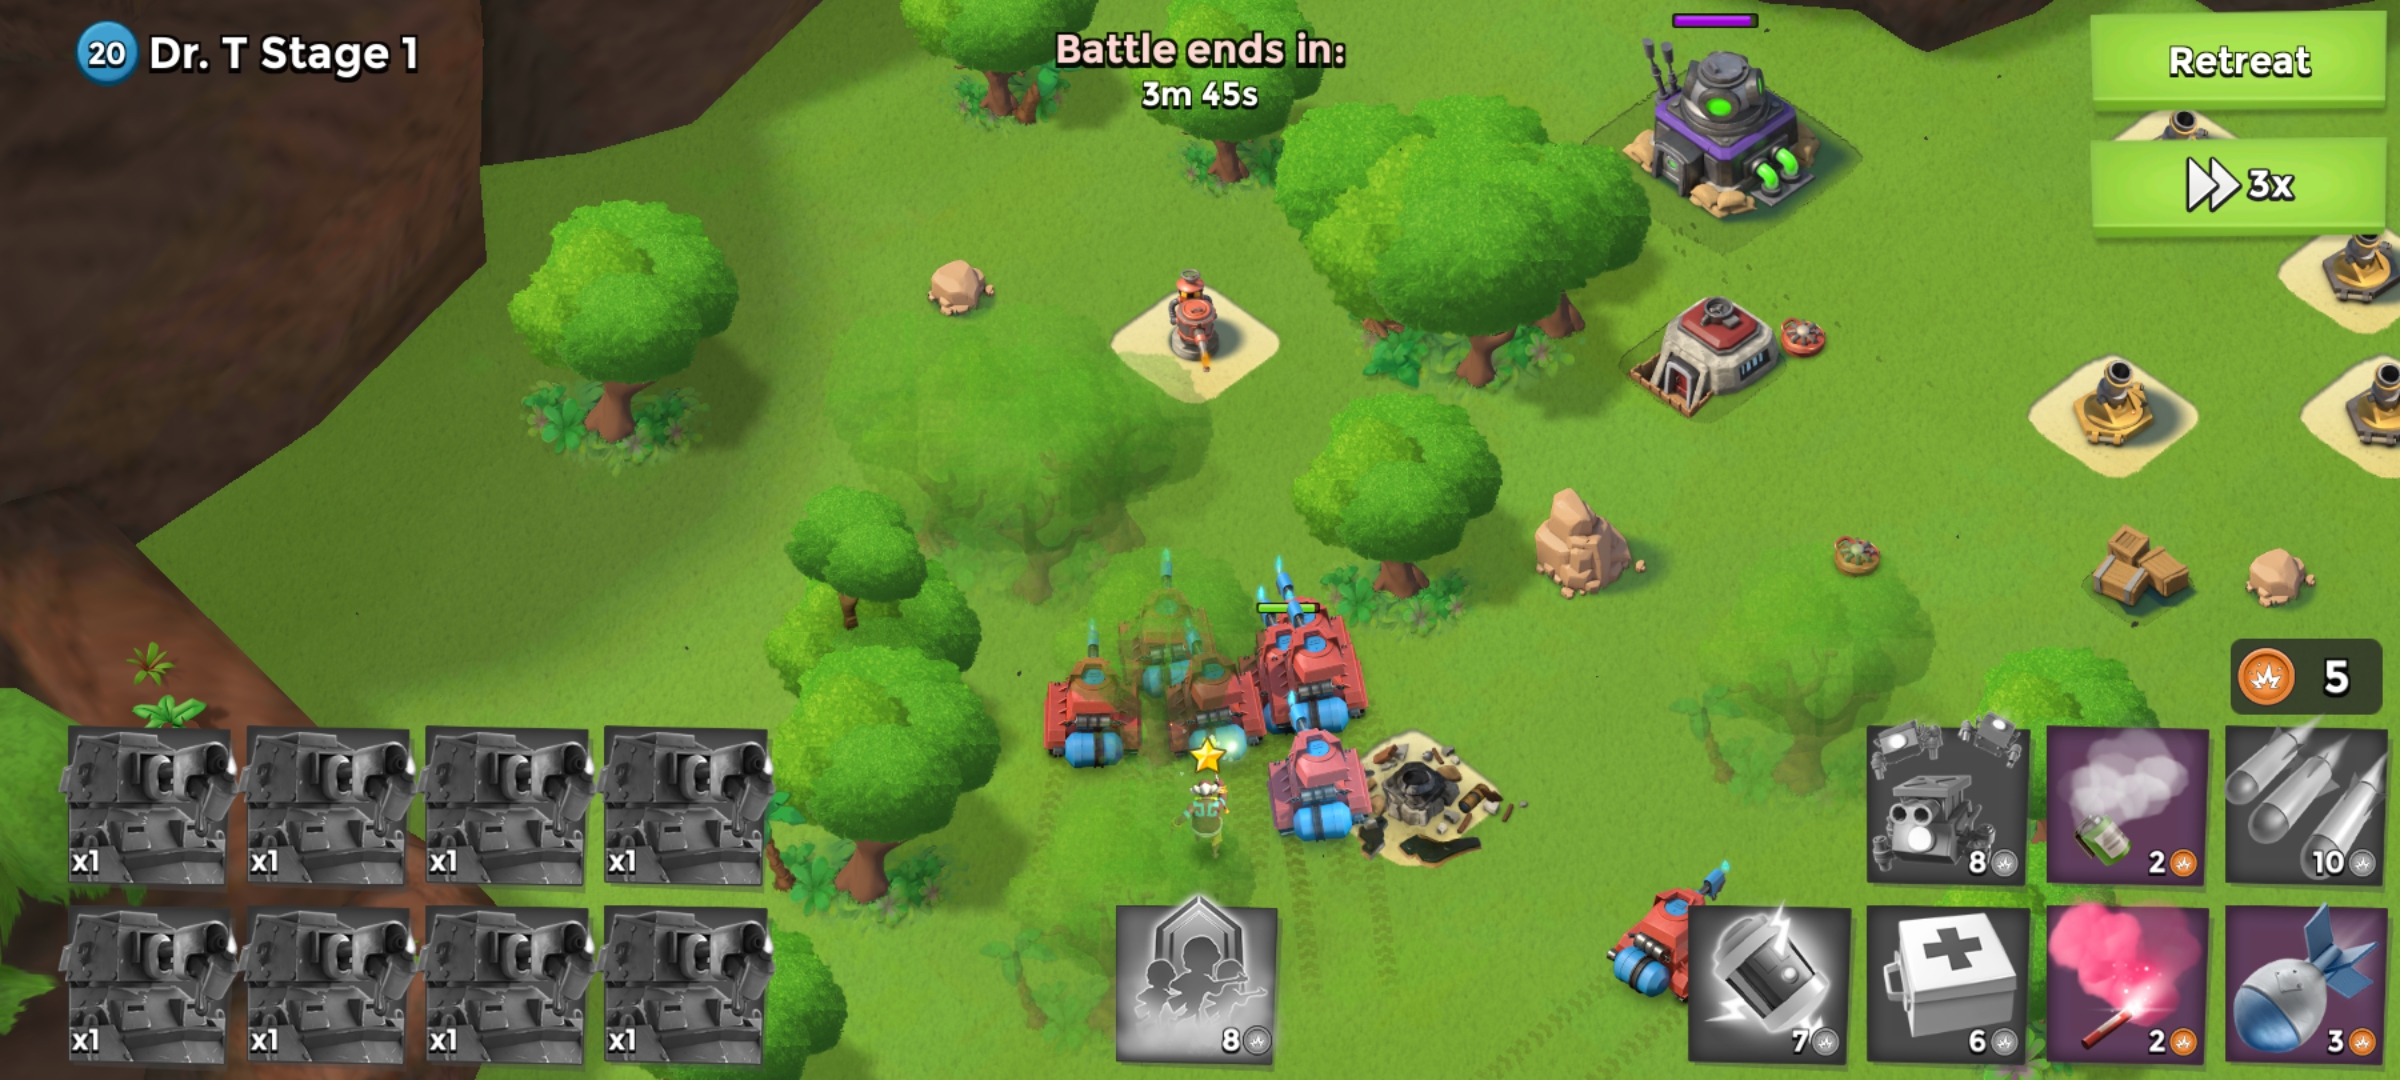 20 Dr. T Stage 1
Battle ends in:
3m 45s
Retreat
3x
5
x1 x1 x1 x1
8 2 10
x1 x1 x1 x1
8 7 6 2 3